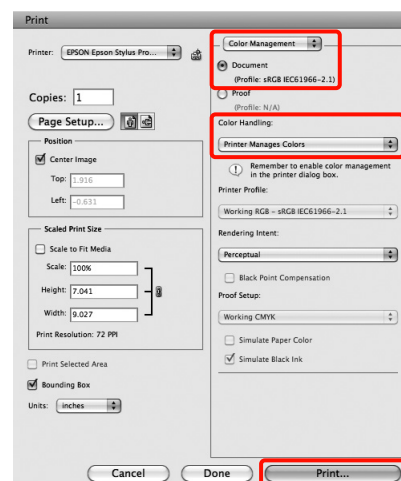 Print
Printer: EPSON Epson Stylus Pro...
Copies: 1
Page Setup...
Position
Center Image
Top: 1.916
Left: -0.631
Scaled Print Size
Scale to Fit Media
Scale: 100%
Height: 7.041
Width: 9.027
Print Resolution: 72 PPI
Print Selected Area
Bounding Box
Units: inches
Color Management
Document
(Profile: sRGB IEC61966-2.1)
Proof
(Profile: N/A)
Color Handling:
Printer Manages Colors
Remember to enable color management
in the printer dialog box.
Printer Profile:
Working RGB - sRGB IEC61966-2.1
Rendering Intent:
Perceptual
Black Point Compensation
Proof Setup:
Working CMYK
Simulate Paper Color
Simulate Black Ink
Cancel
Done
Print...